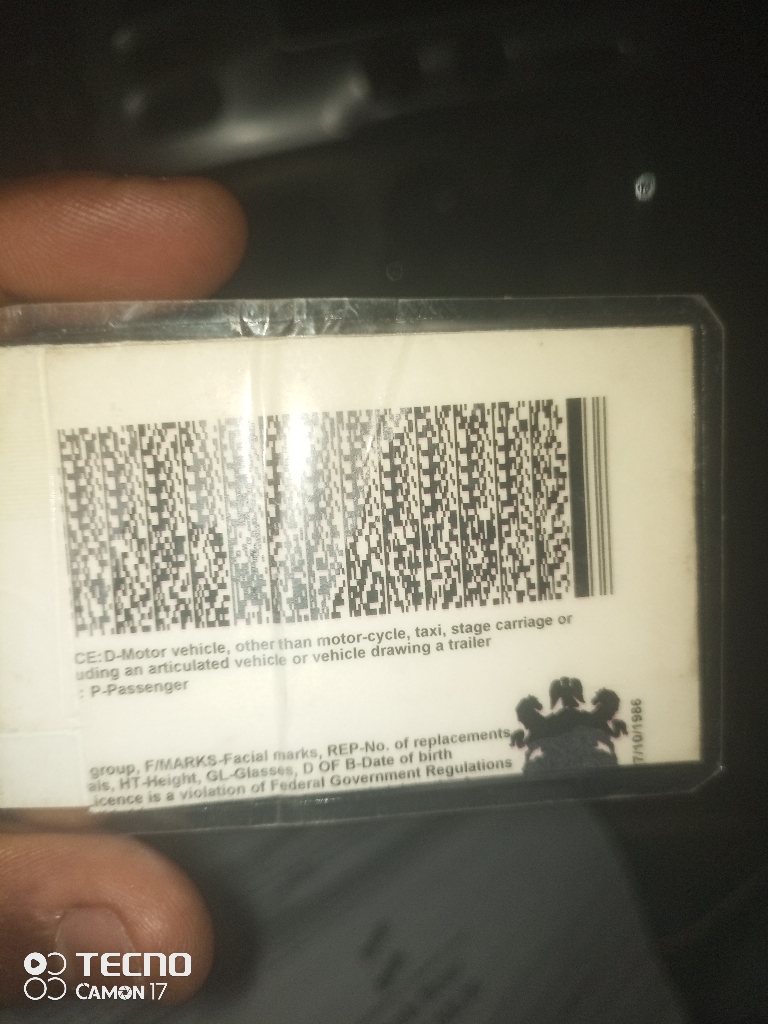 CE: D-Motor vehicle, other than motor-cycle, taxi, stage carriage or
uding an articulated vehicle or vehicle drawing a trailer
: P-Passenger
group, F/MARKS-Facial marks, REP-No. of replacements
als, HT-Height, GL-Glasses, D OF B-Date of birth
icence is a violation of Federal Government Regulations
7/10/1986
TECNO
CAMON 17